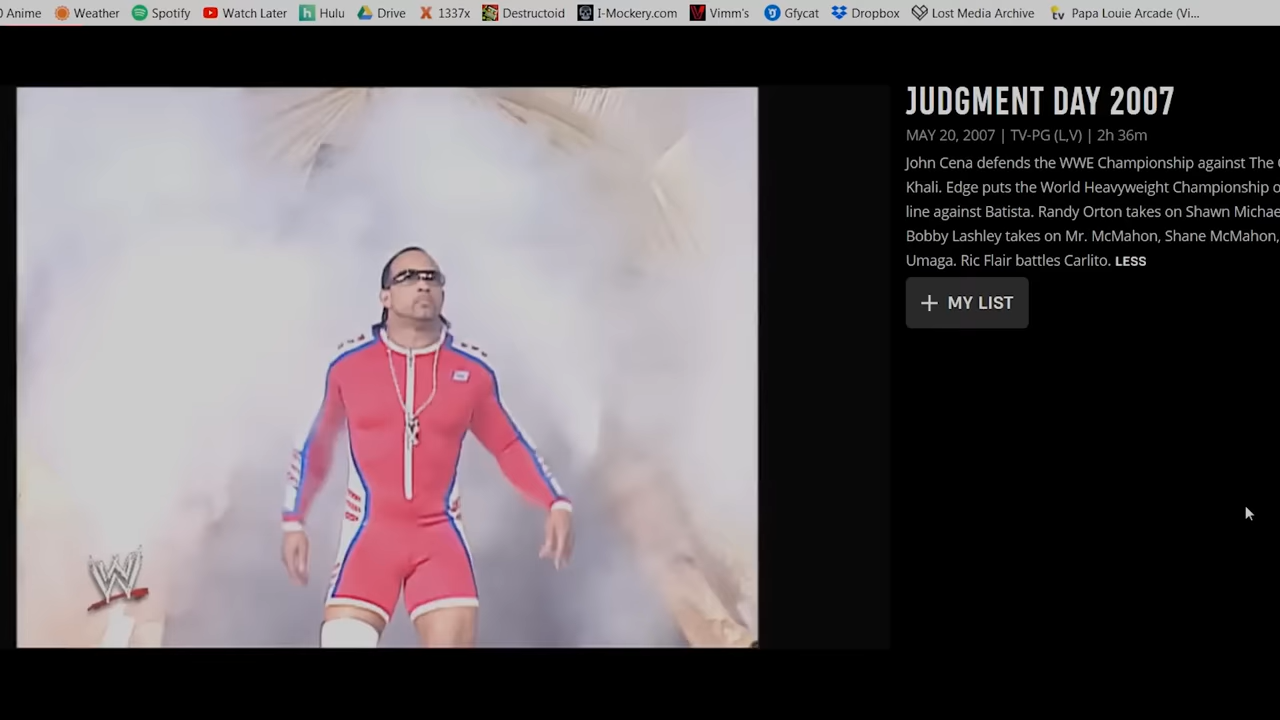 Anime Weather Spotify Watch Later Hulu Drive 1337x Destructoid I-Mockery.com Vimm's Gfycat Dropbox Lost Media Archive Papa Louie Arcade (Vi...
JUDGMENT DAY 2007
MAY 20, 2007 | TV-PG (L,V) | 2h 36m
John Cena defends the WWE Championship against The
Khali. Edge puts the World Heavyweight Championship
line against Batista. Randy Orton takes on Shawn Michae
Bobby Lashley takes on Mr. McMahon, Shane McMahon,
Umaga. Ric Flair battles Carlito. LESS
+ MY LIST
W